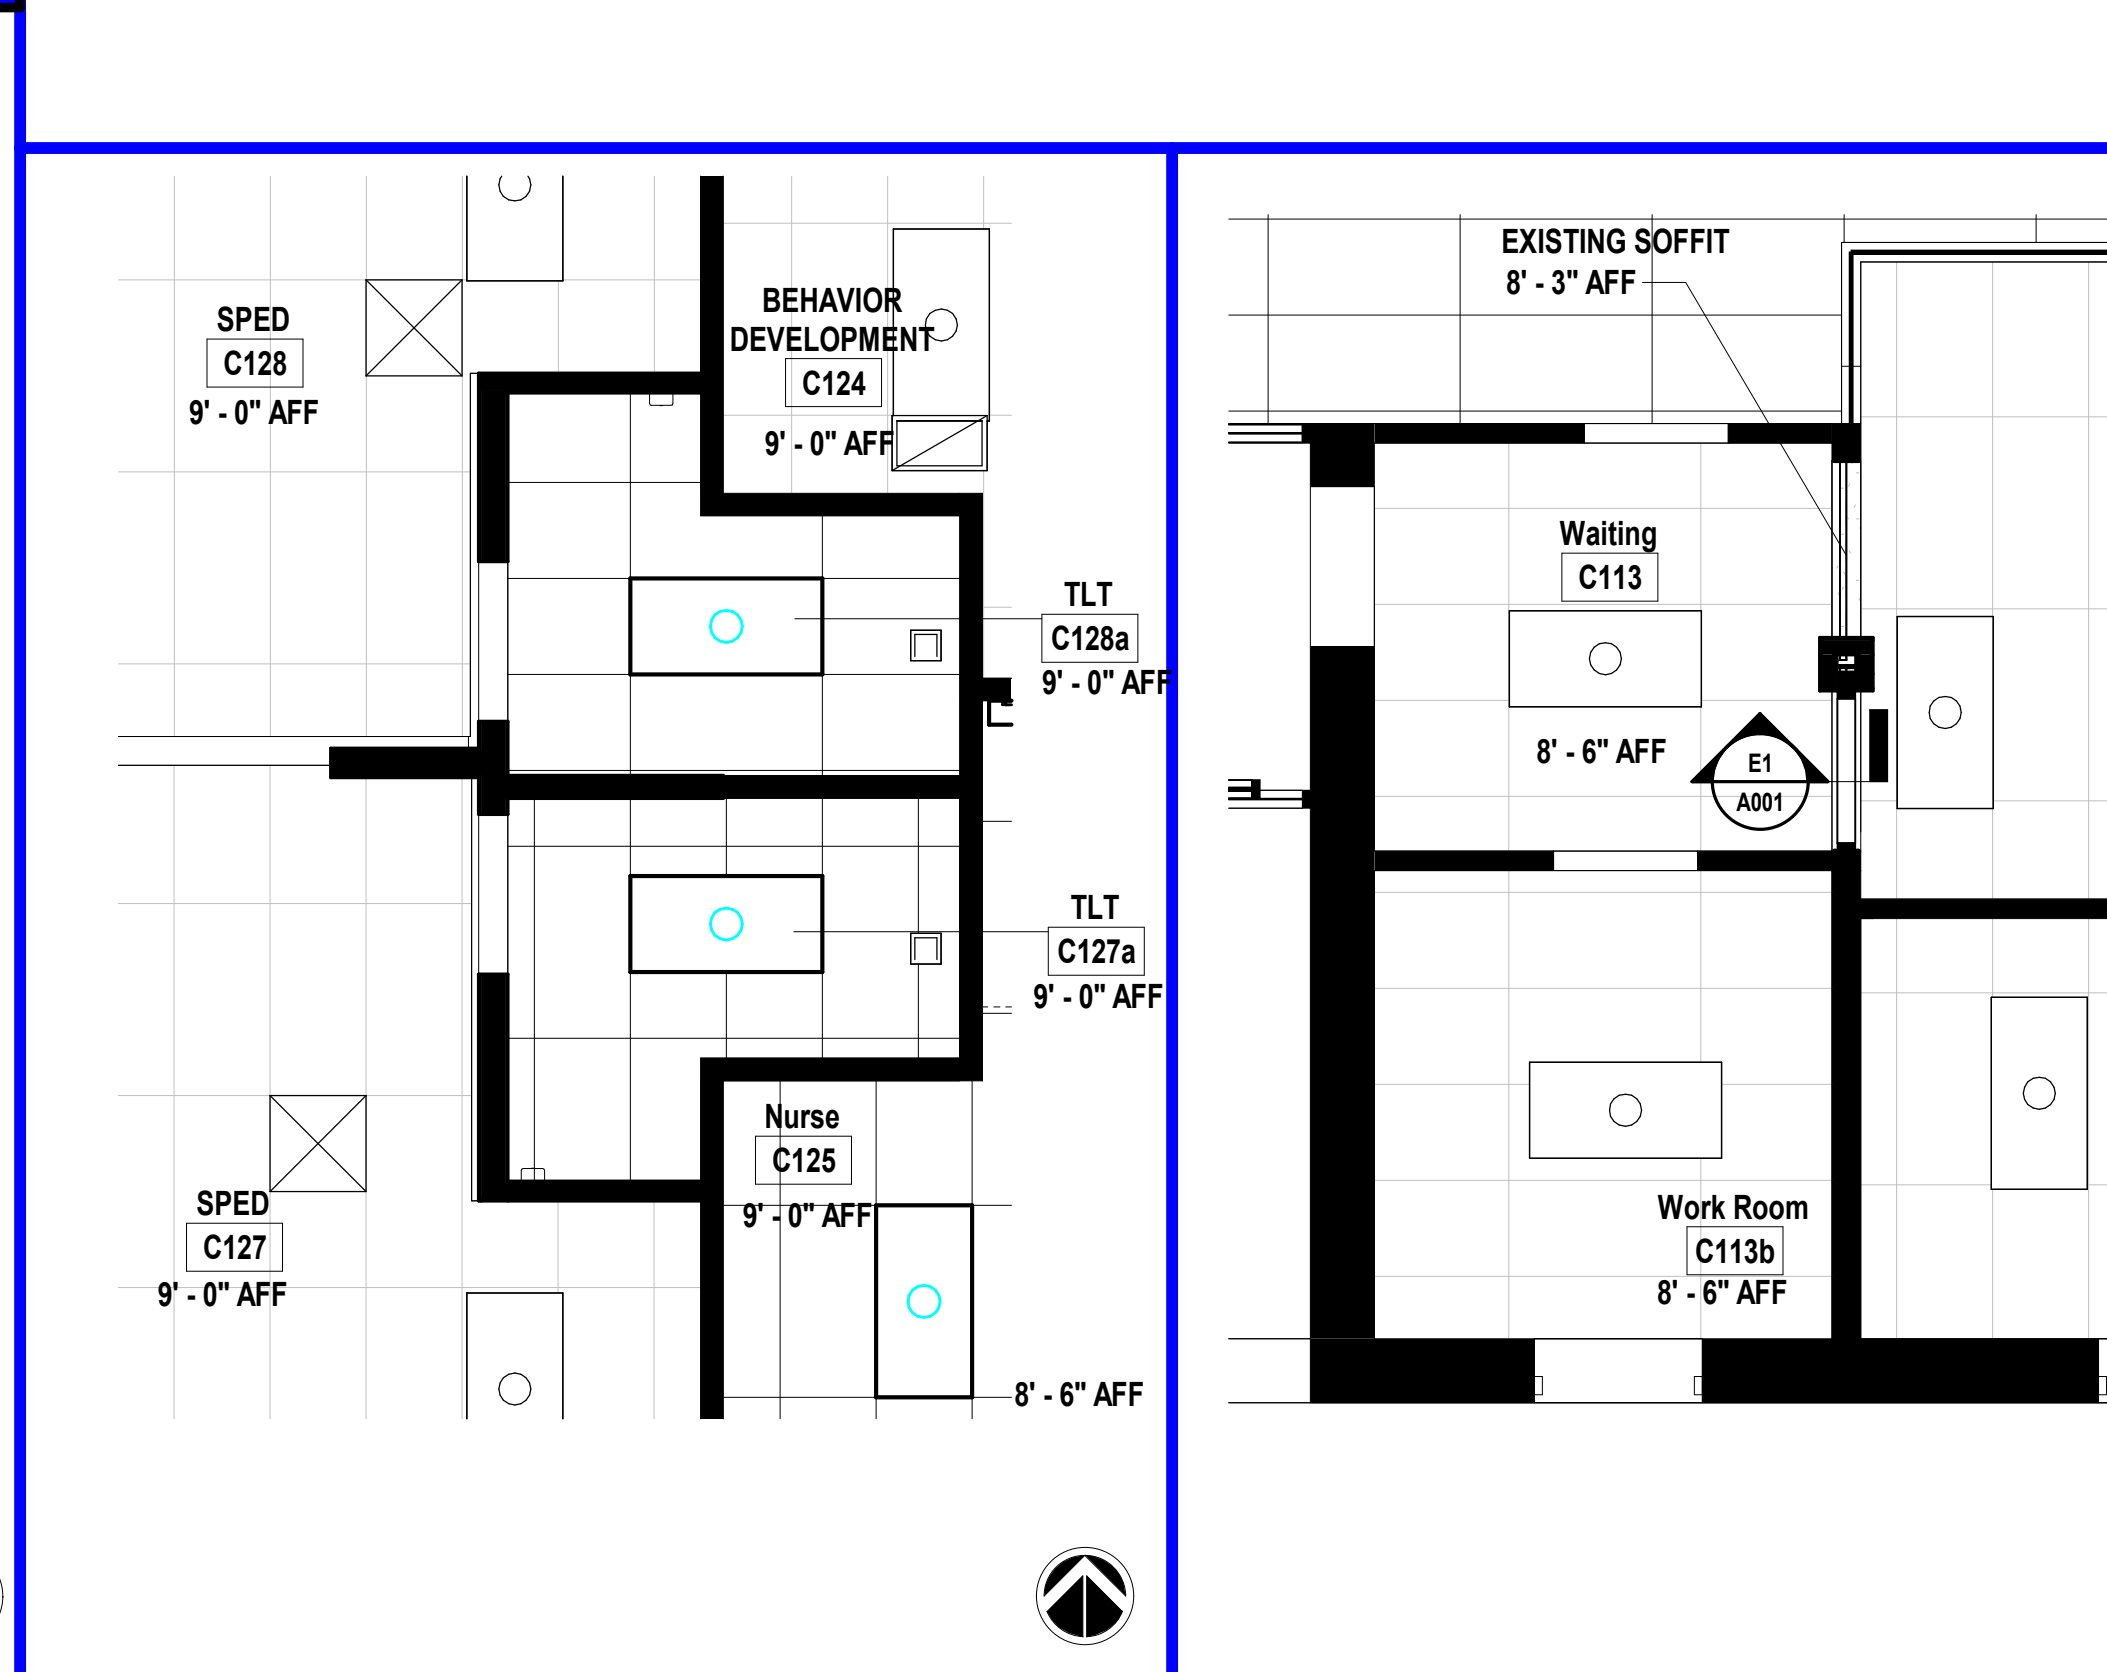 SPED
C128
9' - 0" AFF
BEHAVIOR
DEVELOPMENT
C124
9' - 0" AFF
TLT
C128a
9' - 0" AFF
TLT
C127a
9' - 0" AFF
Nurse
C125
9' - 0" AFF
SPED
C127
9' - 0" AFF
8' - 6" AFF
EXISTING SOFFIT
8' - 3" AFF
Waiting
C113
8' - 6" AFF
E1
A001
Work Room
C113b
8' - 6" AFF